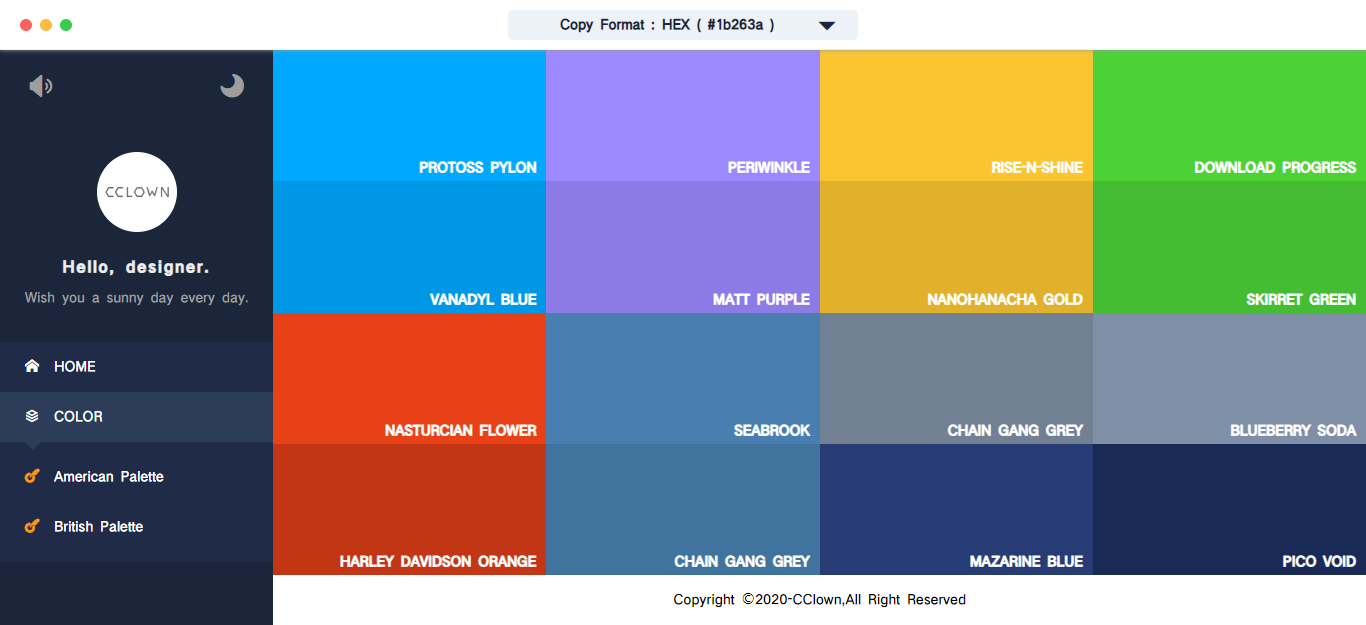 Copy Format : HEX ( #1b263a )
CCLOWN
Hello, designer.
Wish you a sunny day every day.
HOME
COLOR
American Palette
British Palette
PROTOSS PYLON
PERIWINKLE
RISE-N-SHINE
DOWNLOAD PROGRESS
VANADYL BLUE
MATT PURPLE
NANOHANACHA GOLD
SKIRRET GREEN
NASTURCIAN FLOWER
SEABROOK
CHAIN GANG GREY
BLUEBERRY SODA
HARLEY DAVIDSON ORANGE
CHAIN GANG GREY
MAZARINE BLUE
PICO VOID
Copyright ©2020-CClown,All Right Reserved